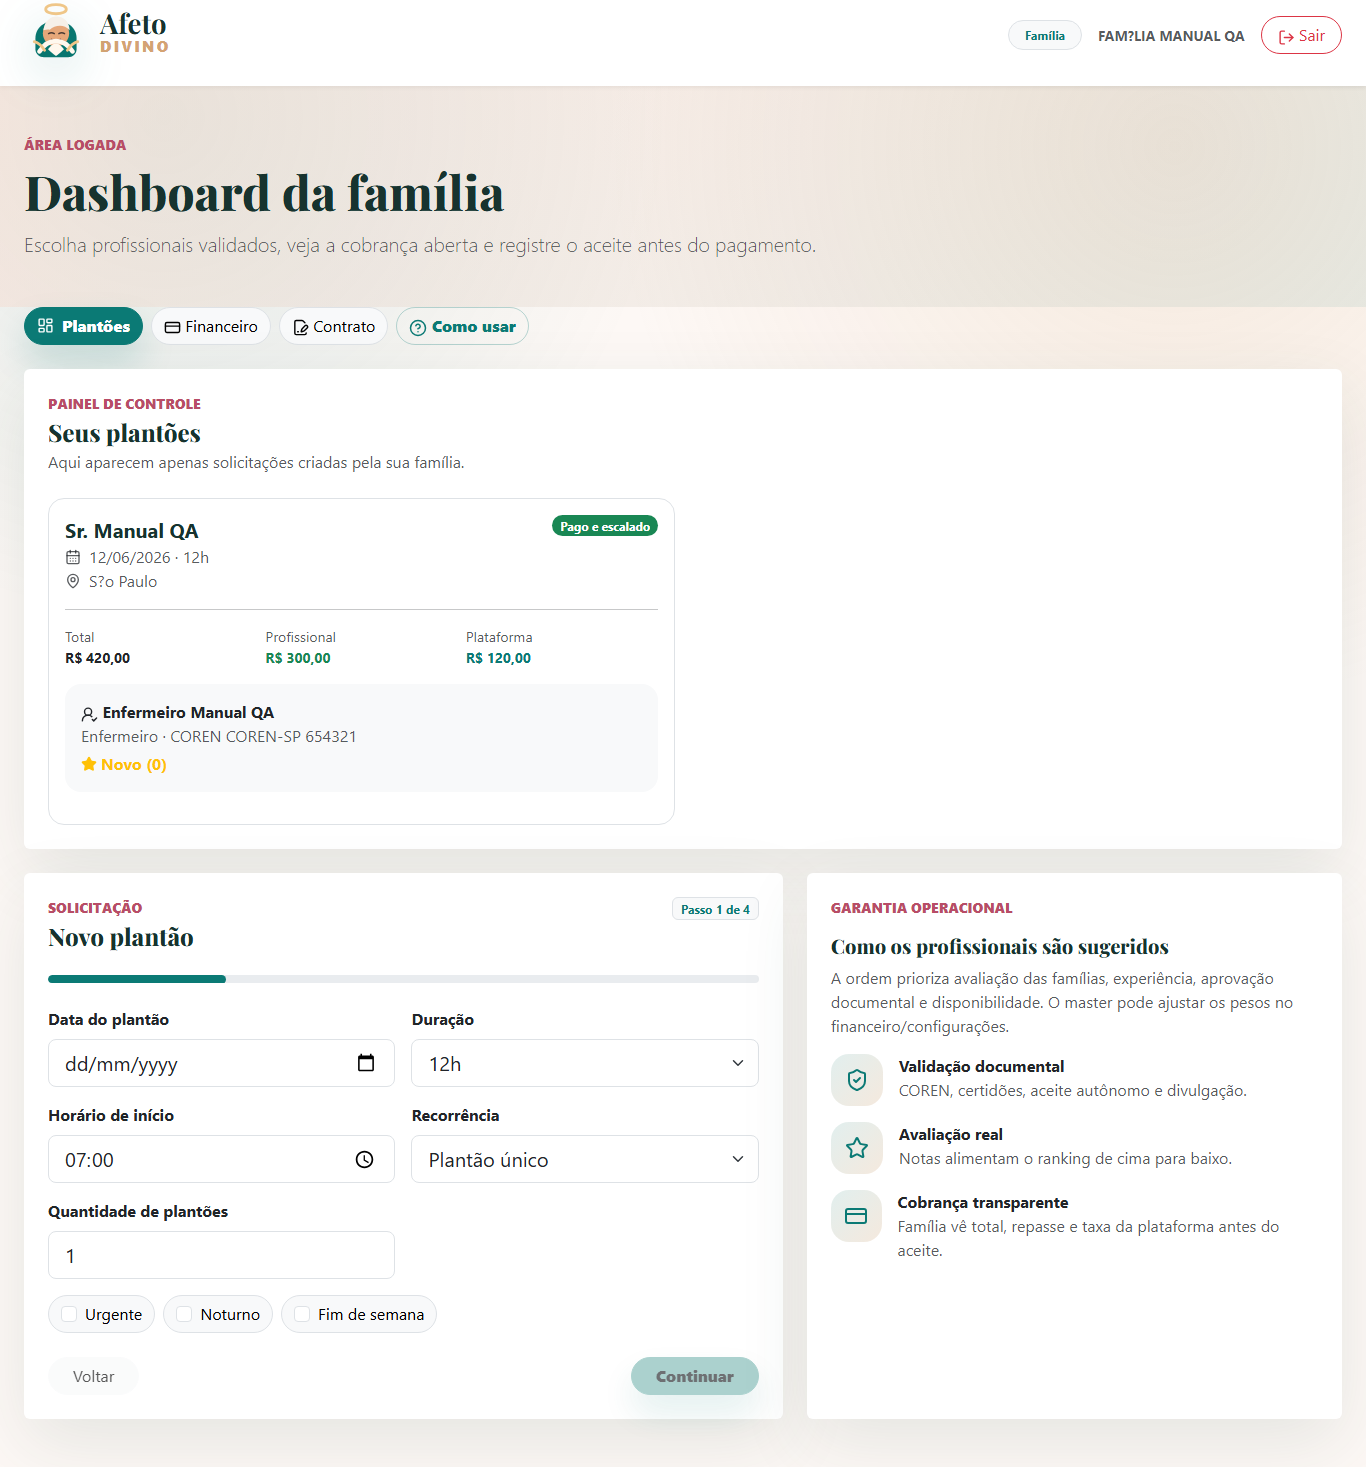 Afeto
DIVINO
Família
FAM?LIA MANUAL QA
Sair
ÁREA LOGADA
Dashboard da família
Escolha profissionais validados, veja a cobrança aberta e registre o aceite antes do pagamento.
Plantões
Financeiro
Contrato
Como usar
PAINEL DE CONTROLE
Seus plantões
Aqui aparecem apenas solicitações criadas pela sua família.
Sr. Manual QA
Pago e escalado
12/06/2026 · 12h
S?o Paulo
Total
Profissional
Plataforma
R$ 420,00
R$ 300,00
R$ 120,00
Enfermeiro Manual QA
Enfermeiro · COREN COREN-SP 654321
Novo (0)
SOLICITAÇÃO
Passo 1 de 4
Novo plantão
Data do plantão
Duração
dd/mm/yyyy
12h
Horário de início
Recorrência
07:00
Plantão único
Quantidade de plantões
1
Urgente
Noturno
Fim de semana
Voltar
Continuar
GARANTIA OPERACIONAL
Como os profissionais são sugeridos
A ordem prioriza avaliação das famílias, experiência, aprovação
documental e disponibilidade. O master pode ajustar os pesos no
financeiro/configurações.
Validação documental
COREN, certidões, aceite autônomo e divulgação.
Avaliação real
Notas alimentam o ranking de cima para baixo.
Cobrança transparente
Família vê total, repasse e taxa da plataforma antes do
aceite.